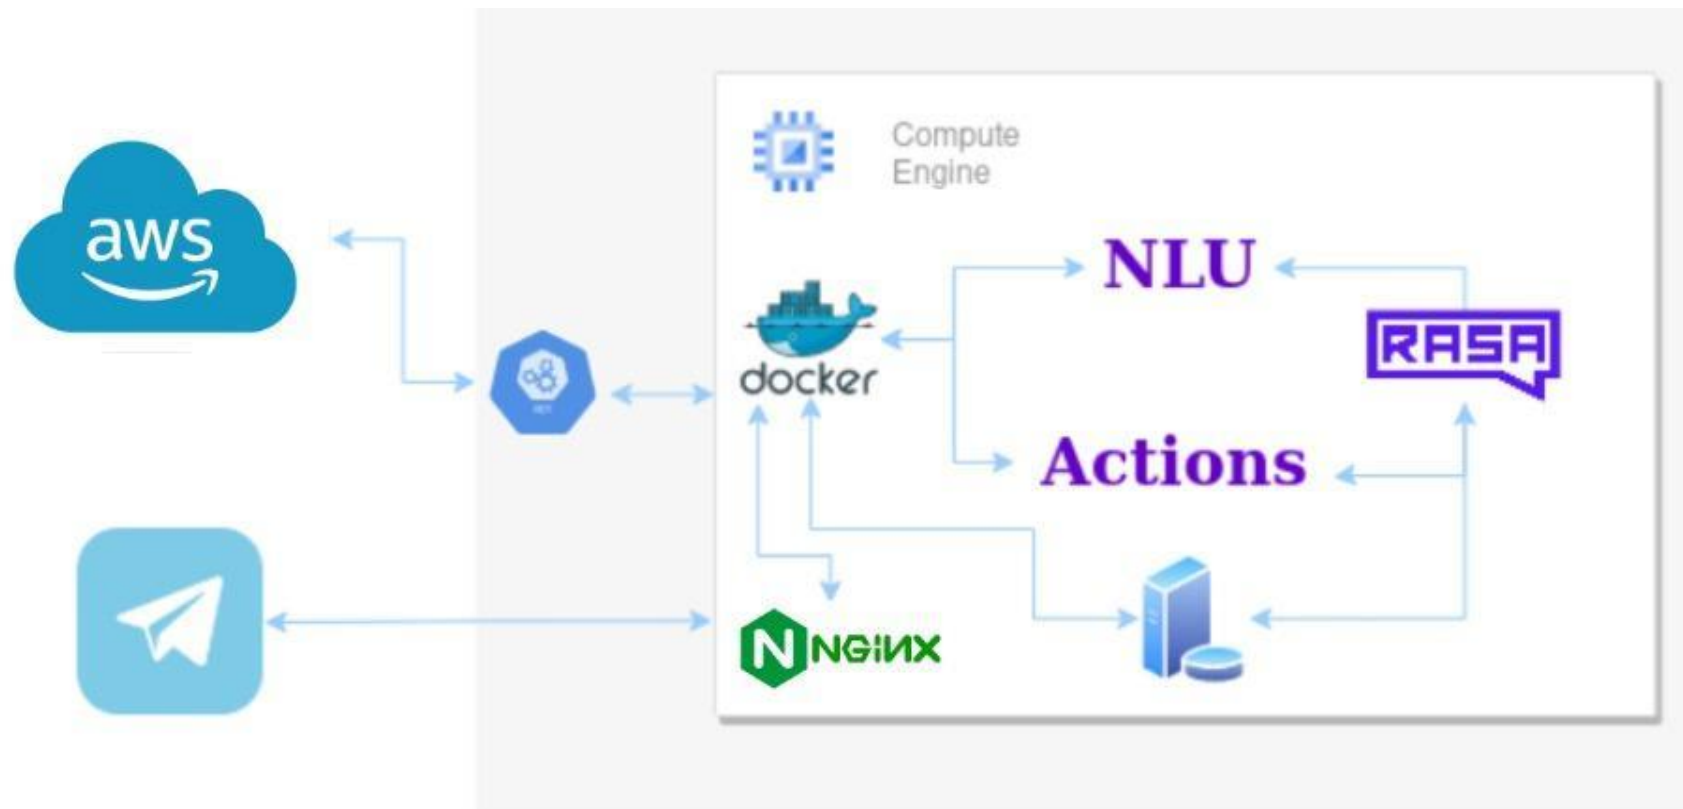 Compute
Engine
aws
NLU
RASA
docker
Actions
N NGiNX